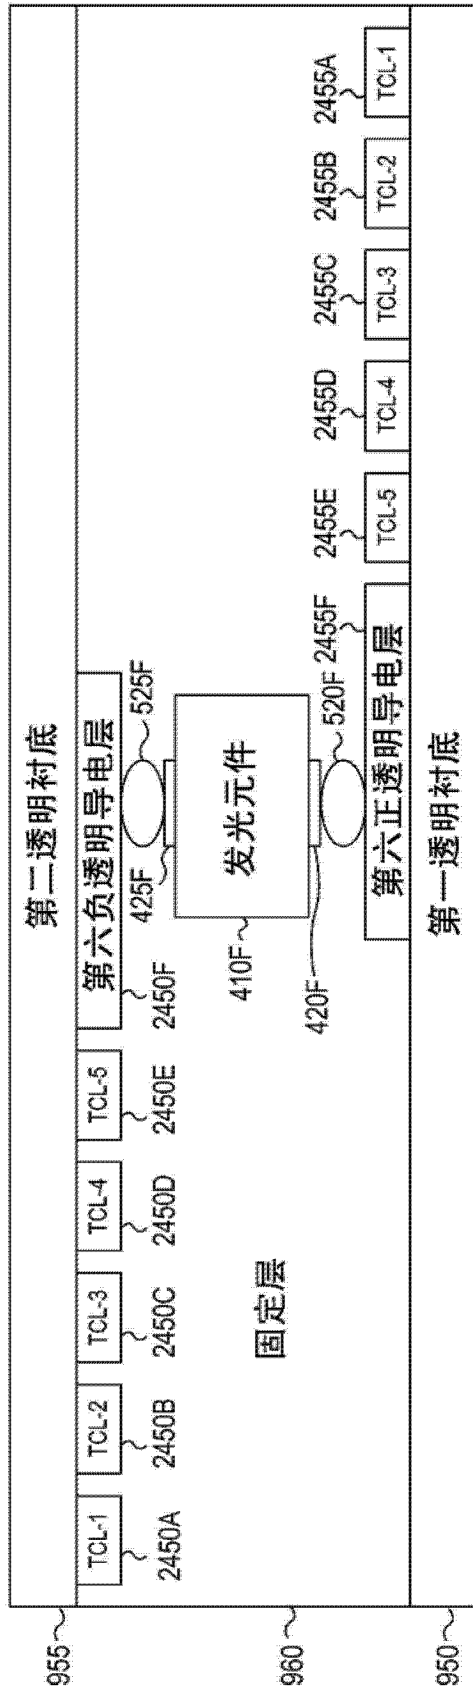 955
第二透明衬底
TCL-1
TCL-2
TCL-3
TCL-4
TCL-5
第六负透明导电层
2450A
2450B
2450C
2450D
2450E
2450F
425F
525F
960
固定层
410F
发光元件
420F
520F
2455F
2455E
2455D
2455C
2455B
2455A
第六正透明导电层
TCL-5
TCL-4
TCL-3
TCL-2
TCL-1
950
第一透明衬底